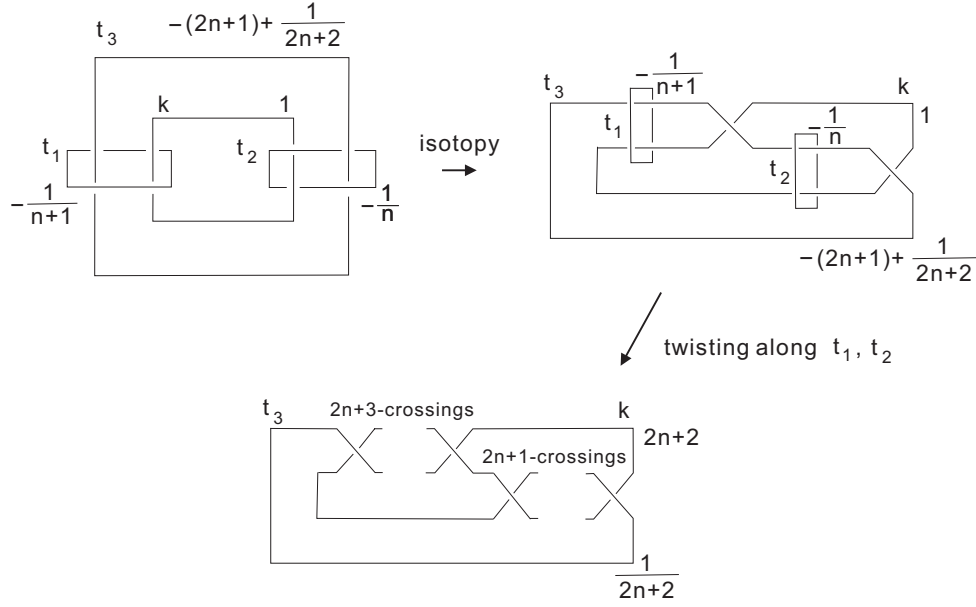 t₃
−(2n+1)+ 1/(2n+2)
k
1
t₁
t₂
−1/(n+1)
−1/n
isotopy
t₃
−1/(n+1)
k
t₁
−1/n
1
t₂
−(2n+1)+ 1/(2n+2)
twisting along t₁, t₂
t₃
2n+3-crossings
k
2n+2
2n+1-crossings
1/(2n+2)